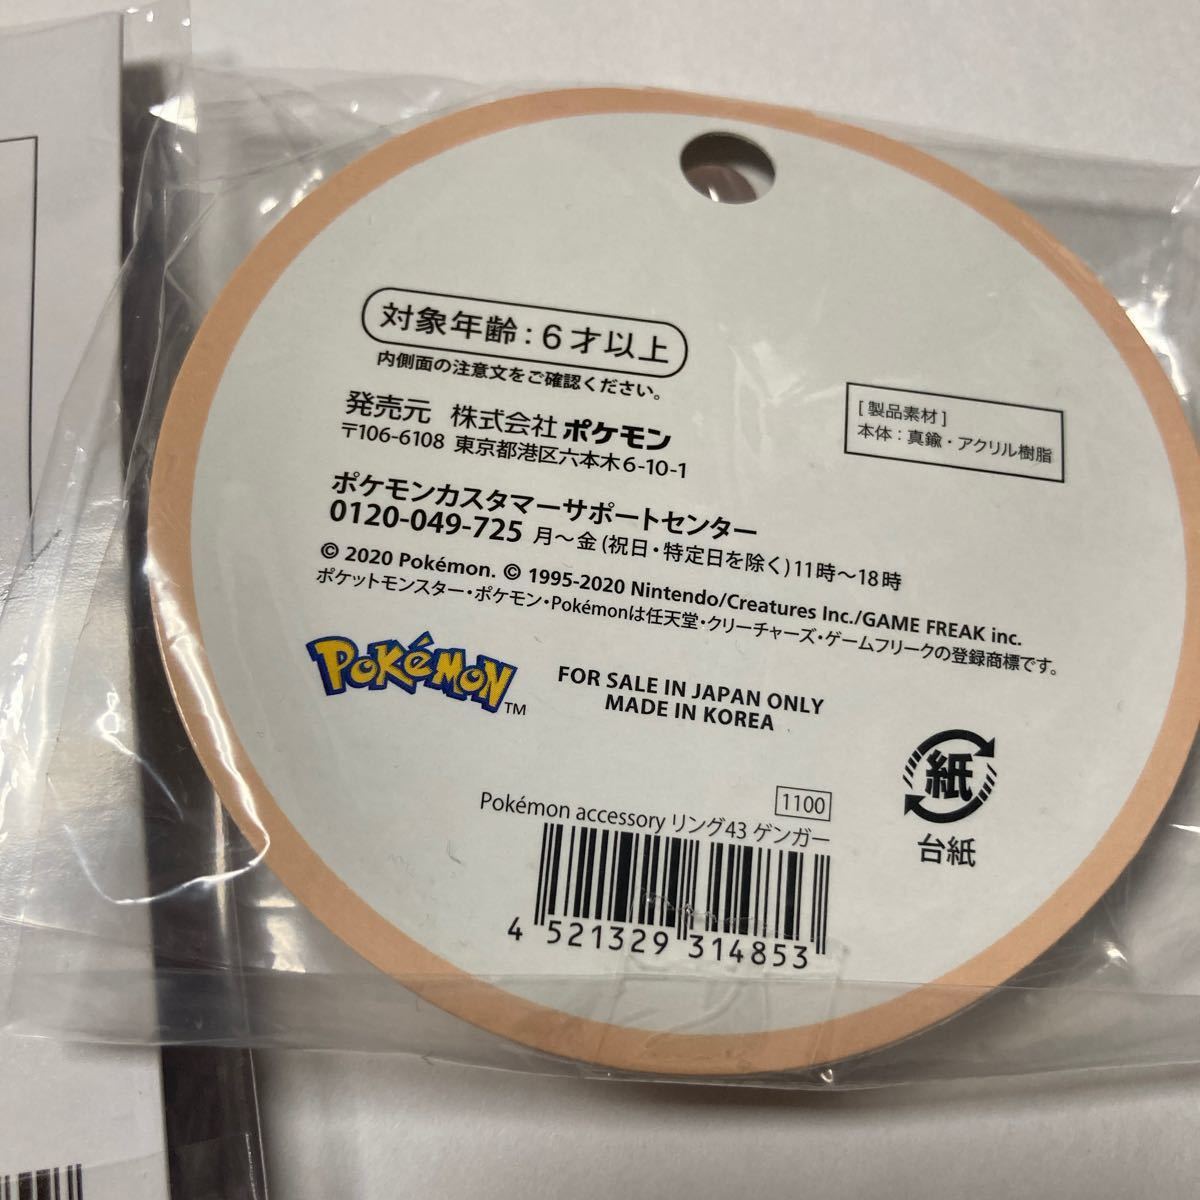 対象年齢:6才以上
内側面の注意文をご確認ください。
発売元 株式会社ポケモン
〒106-6108 東京都港区六本木6-10-1
[製品素材]
本体:真鍮・アクリル樹脂
ポケモンカスタマーサポートセンター
0120-049-725 月〜金(祝日・特定日を除く)11時〜18時
© 2020 Pokémon. © 1995-2020 Nintendo/Creatures Inc./GAME FREAK inc.
ポケットモンスター・ポケモン・Pokémonは任天堂・クリーチャーズ・ゲームフリークの登録商標です。
POKéMON™
FOR SALE IN JAPAN ONLY
MADE IN KOREA
紙
台紙
1100
Pokémon accessory リング43 ゲンガー
4 521329 314853